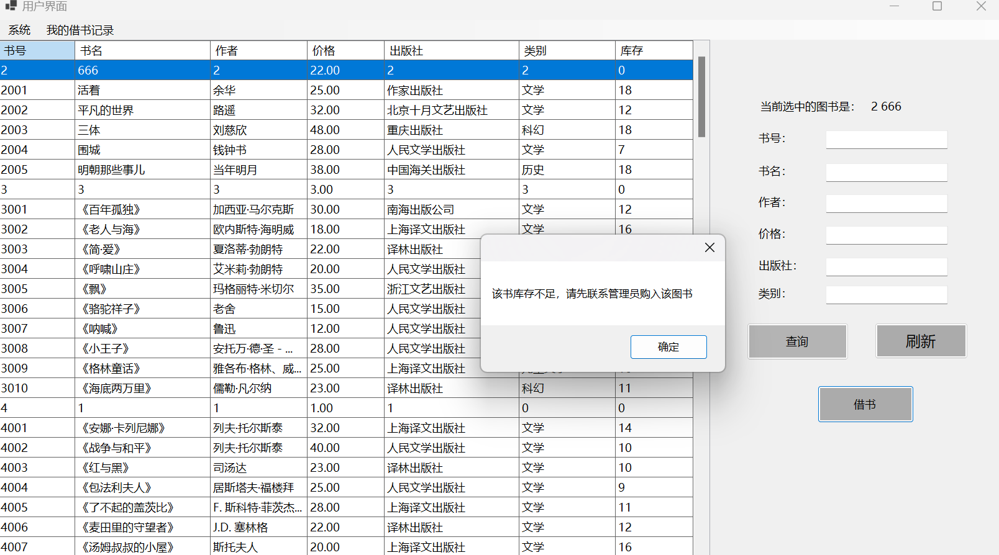 用户界面
系统 我的借书记录
书号 书名 作者 价格 出版社 类别 库存
2 666 2 22.00 2 2 0
2001 活着 余华 25.00 作家出版社 文学 18
2002 平凡的世界 路遥 32.00 北京十月文艺出版社 文学 12
2003 三体 刘慈欣 48.00 重庆出版社 科幻 18
2004 围城 钱钟书 28.00 人民文学出版社 文学 7
2005 明朝那些事儿 当年明月 38.00 中国海关出版社 历史 18
3 3 3 3.00 3 3 0
3001 《百年孤独》 加西亚·马尔克斯 30.00 南海出版公司 文学 12
3002 《老人与海》 欧内斯特·海明威 18.00 上海译文出版社 文学 16
3003 《简·爱》 夏洛蒂·勃朗特 22.00 译林出版社
3004 《呼啸山庄》 艾米莉·勃朗特 20.00 人民文学出版社
3005 《飘》 玛格丽特·米切尔 35.00 浙江文艺出版社
3006 《骆驼祥子》 老舍 15.00 人民文学出版社
3007 《呐喊》 鲁迅 12.00 人民文学出版社
3008 《小王子》 安托万·德·圣 - ... 28.00 人民文学出版社
3009 《格林童话》 雅各布·格林、威... 25.00 上海译文出版社
3010 《海底两万里》 儒勒·凡尔纳 23.00 译林出版社 科幻 11
4 1 1 1.00 1 0 0
4001 《安娜·卡列尼娜》 列夫·托尔斯泰 32.00 上海译文出版社 文学 14
4002 《战争与和平》 列夫·托尔斯泰 40.00 人民文学出版社 文学 10
4003 《红与黑》 司汤达 23.00 译林出版社 文学 10
4004 《包法利夫人》 居斯塔夫·福楼拜 25.00 人民文学出版社 文学 9
4005 《了不起的盖茨比》 F. 斯科特·菲茨杰... 28.00 上海译文出版社 文学 11
4006 《麦田里的守望者》 J.D. 塞林格 22.00 译林出版社 文学 12
4007 《汤姆叔叔的小屋》 斯托夫人 20.00 上海译文出版社 文学 16
该书库存不足，请先联系管理员购入该图书
确定
当前选中的图书是： 2 666
书号：
书名：
作者：
价格：
出版社：
类别：
查询 刷新
借书